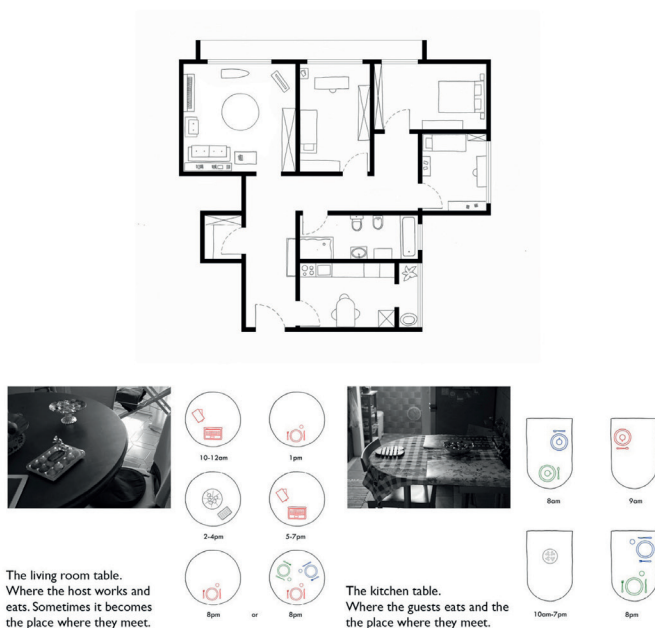 10-12am
1pm
2-4pm
5-7pm
8pm
or
8pm
The living room table.
Where the host works and
eats. Sometimes it becomes
the place where they meet.
8am
9am
10am-7pm
8pm
The kitchen table.
Where the guests eats and the
the place where they meet.